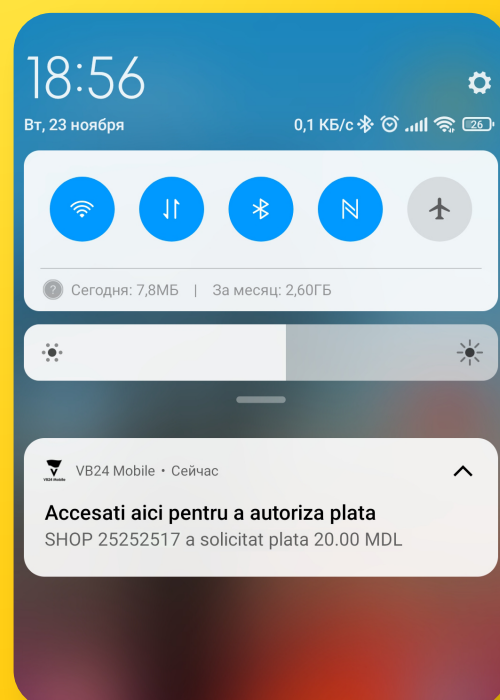 18:56
Вт, 23 ноября
0,1 КБ/с
26
Сегодня: 7,8МБ | За месяц: 2,60ГБ
VB24 Mobile • Сейчас
VB24 Mobile
Accesati aici pentru a autoriza plata
SHOP 25252517 a solicitat plata 20.00 MDL